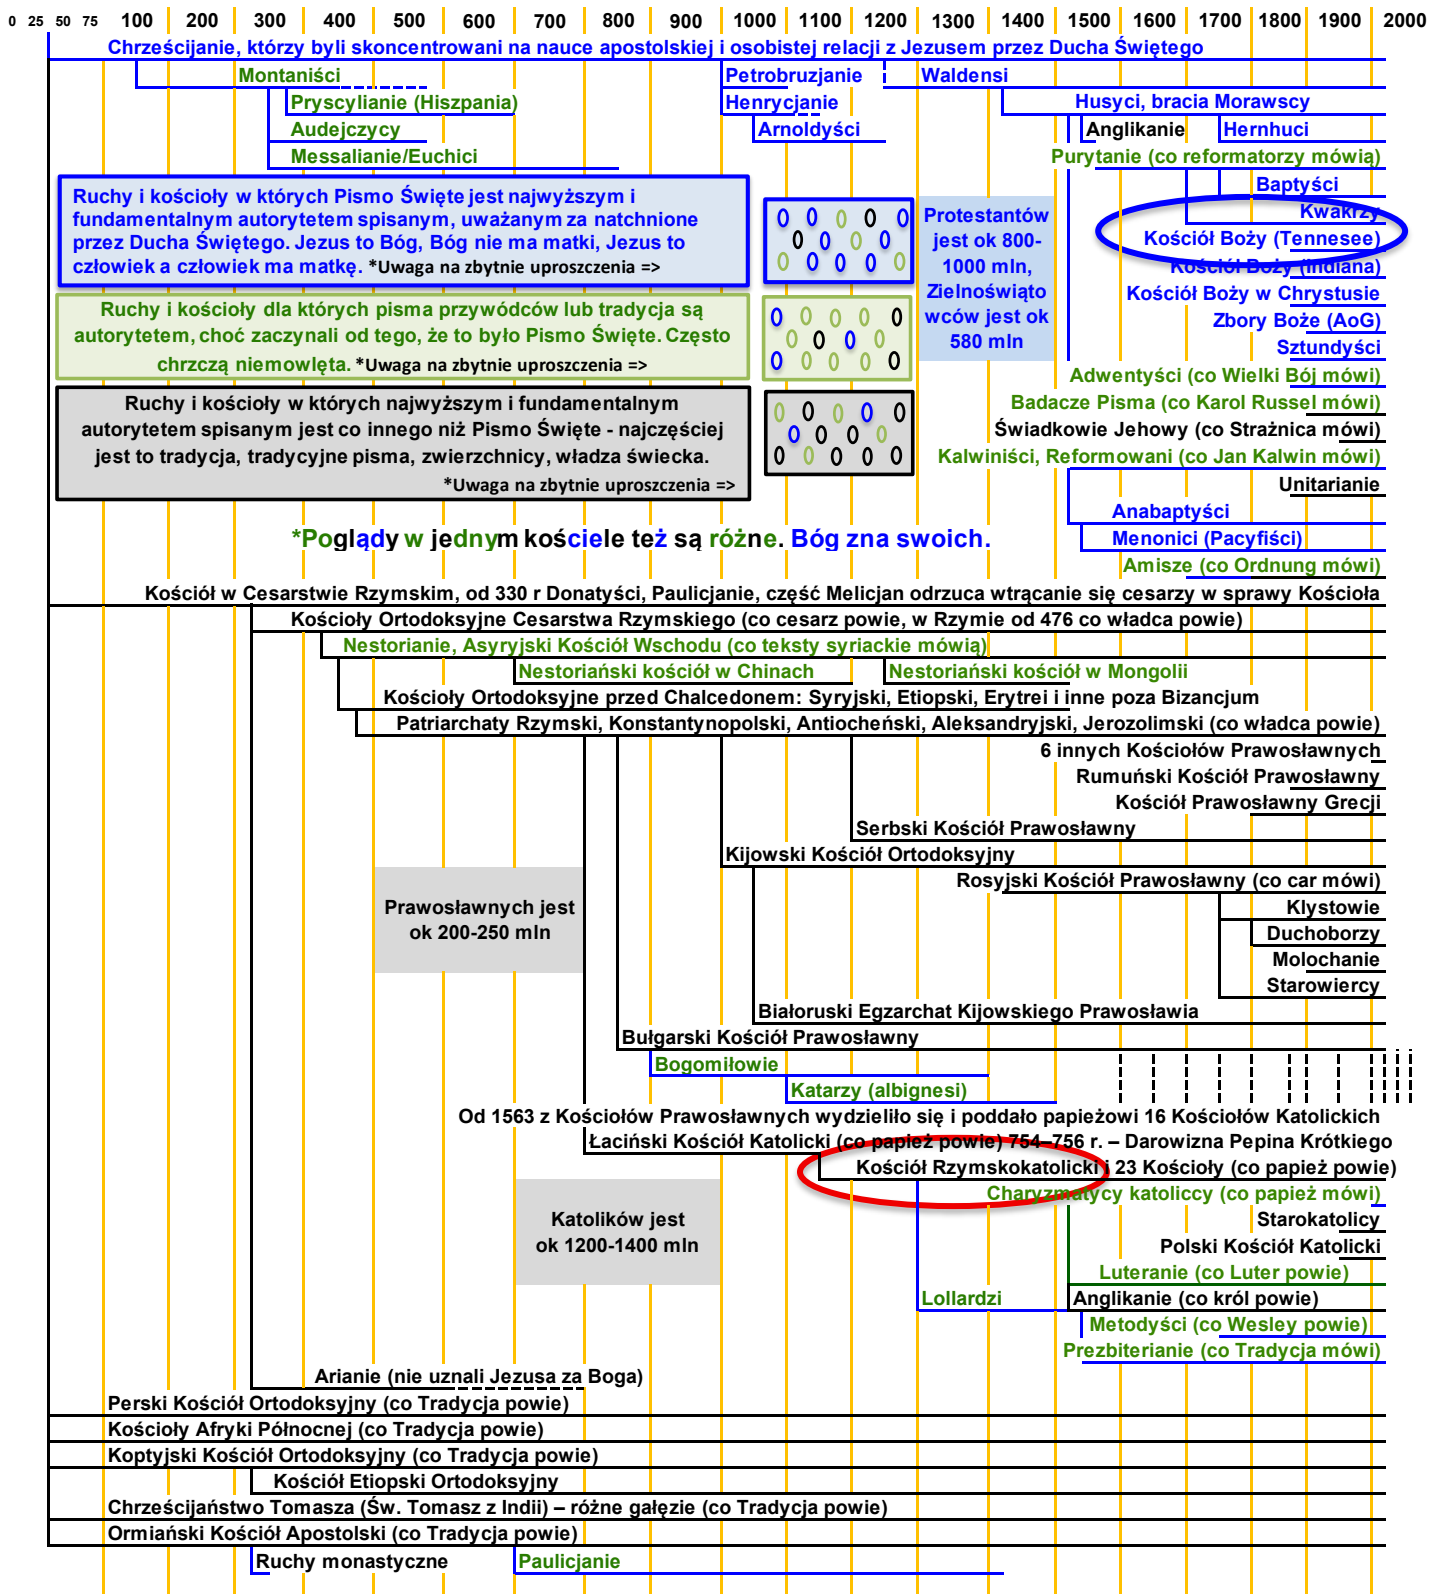 0 25 50 75 100 200 300 400 500 600 700 800 900 1000 1100 1200 1300 1400 1500 1600 1700 1800 1900 2000
Chrześcijanie, którzy byli skoncentrowani na nauce apostolskiej i osobistej relacji z Jezusem przez Ducha Świętego
Montaniści
Petrobruzjanie
Waldensi
Pryscylianie (Hiszpania)
Henrycjanie
Husyci, bracia Morawscy
Audejczycy
Arnoldyści
Anglikanie
Hernhuci
Messalianie/Euchici
Purytanie (co reformatorzy mówią)
Baptyści
Kwakrzy
Kościół Boży (Tennesee)
Kościół Boży (Indiana)
Kościół Boży w Chrystusie
Zbory Boże (AoG)
Sztundyści
Ruchy i kościoły w których Pismo Święte jest najwyższym i
fundamentalnym autorytetem spisanym, uważanym za natchnione
przez Ducha Świętego. Jezus to Bóg, Bóg nie ma matki, Jezus to
człowiek a człowiek ma matkę. *Uwaga na zbytnie uproszczenia =>
Protestantów
jest ok 800-
1000 mln,
Zielnoświąto
wców jest ok
580 mln
Ruchy i kościoły dla których pisma przywódców lub tradycja są
autorytetem, choć zaczynali od tego, że to było Pismo Święte. Często
chrzczą niemowlęta. *Uwaga na zbytnie uproszczenia =>
Adwentyści (co Wielki Bój mówi)
Badacze Pisma (co Karol Russel mówi)
Świadkowie Jehowy (co Strażnica mówi)
Kalwiniści, Reformowani (co Jan Kalwin mówi)
Unitarianie
Ruchy i kościoły w których najwyższym i fundamentalnym
autorytetem spisanym jest co innego niż Pismo Święte - najczęściej
jest to tradycja, tradycyjne pisma, zwierzchnicy, władza świecka.
*Uwaga na zbytnie uproszczenia =>
Anabaptyści
*Poglądy w jednym kościele też są różne. Bóg zna swoich.
Menonici (Pacyfiści)
Amisze (co Ordnung mówi)
Kościół w Cesarstwie Rzymskim, od 330 r Donatyści, Paulicjanie, część Melicjan odrzuca wtrącanie się cesarzy w sprawy Kościoła
Kościoły Ortodoksyjne Cesarstwa Rzymskiego (co cesarz powie, w Rzymie od 476 co władca powie)
Nestorianie, Asyryjski Kościół Wschodu (co teksty syriackie mówią)
Nestoriański kościół w Chinach
Nestoriański kościół w Mongolii
Kościoły Ortodoksyjne przed Chalcedonem: Syryjski, Etiopski, Erytrei i inne poza Bizancjum
Patriarchaty Rzymski, Konstantynopolski, Antiocheński, Aleksandryjski, Jerozolimski (co władca powie)
6 innych Kościołów Prawosławnych
Rumuński Kościół Prawosławny
Kościół Prawosławny Grecji
Serbski Kościół Prawosławny
Kijowski Kościół Ortodoksyjny
Rosyjski Kościół Prawosławny (co car mówi)
Prawosławnych jest
ok 200-250 mln
Klystowie
Duchoborzy
Molochanie
Starowiercy
Białoruski Egzarchat Kijowskiego Prawosławia
Bułgarski Kościół Prawosławny
Bogomiłowie
Katarzy (albignesi)
Od 1563 z Kościołów Prawosławnych wydzieliło się i poddało papieżowi 16 Kościołów Katolickich
Łaciński Kościół Katolicki (co papież powie) 754–756 r. – Darowizna Pepina Krótkiego
Kościół Rzymskokatolicki i 23 Kościoły (co papież powie)
Charyzmatycy katoliccy (co papież mówi)
Katolików jest
ok 1200-1400 mln
Starokatolicy
Polski Kościół Katolicki
Luteranie (co Luter powie)
Lollardzi
Anglikanie (co król powie)
Metodyści (co Wesley powie)
Prezbiterianie (co Tradycja mówi)
Arianie (nie uznali Jezusa za Boga)
Perski Kościół Ortodoksyjny (co Tradycja powie)
Kościoły Afryki Północnej (co Tradycja powie)
Koptyjski Kościół Ortodoksyjny (co Tradycja powie)
Kościół Etiopski Ortodoksyjny
Chrześcijaństwo Tomasza (Św. Tomasz z Indii) – różne gałęzie (co Tradycja powie)
Ormiański Kościół Apostolski (co Tradycja powie)
Ruchy monastyczne
Paulicjanie